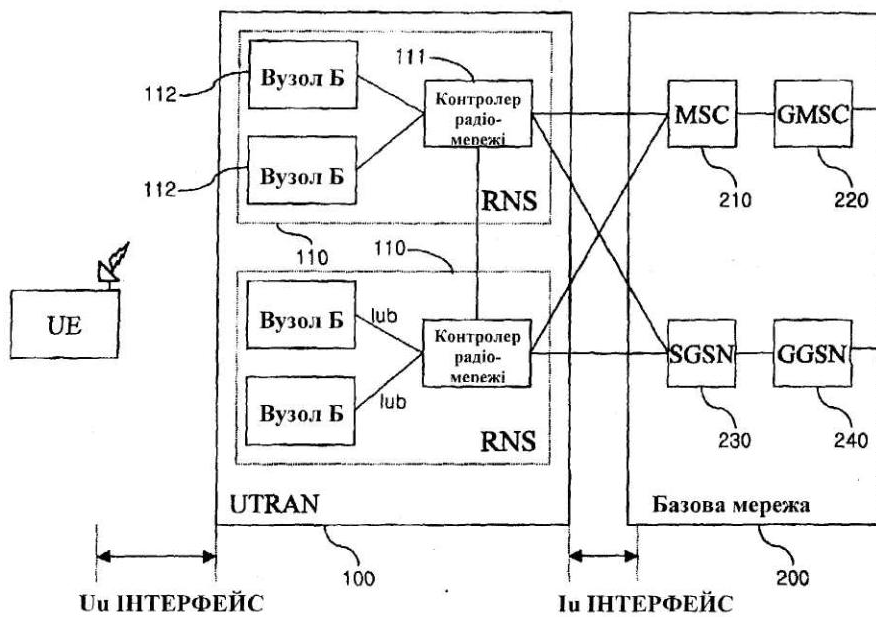 111
112
Вузол Б
Контролер
радіо-
мережі
MSC
GMSC
112
Вузол Б
RNS
210
220
110
110
UE
Iub
Вузол Б
Контролер
радіо-
мережі
SGSN
GGSN
Iub
Вузол Б
RNS
230
240
UTRAN
Базова мережа
100
200
Uu ІНТЕРФЕЙС
Iu ІНТЕРФЕЙС